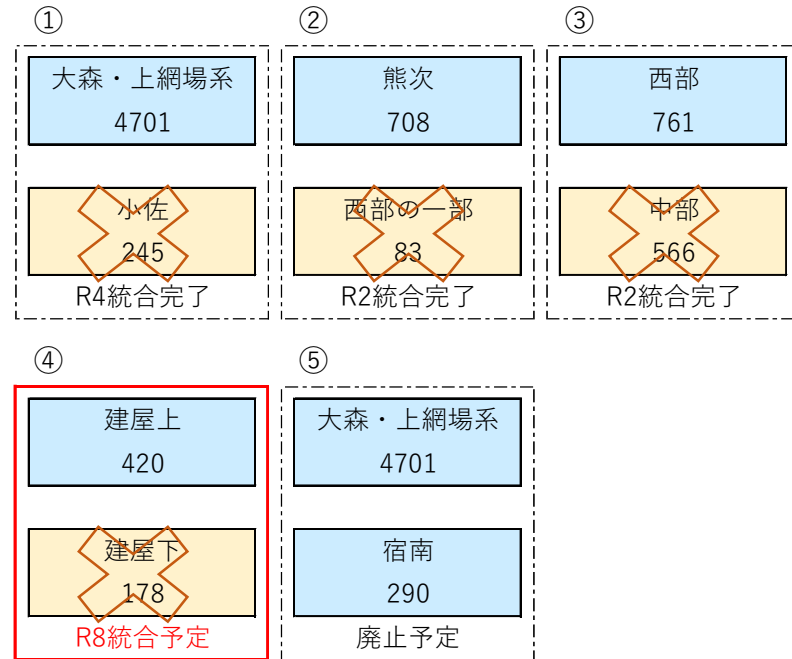 ①
大森・上網場系
4701
小佐
245
R4統合完了
②
熊次
708
西部の一部
83
R2統合完了
③
西部
761
中部
566
R2統合完了
④
建屋上
420
建屋下
178
R8統合予定
⑤
大森・上網場系
4701
宿南
290
廃止予定